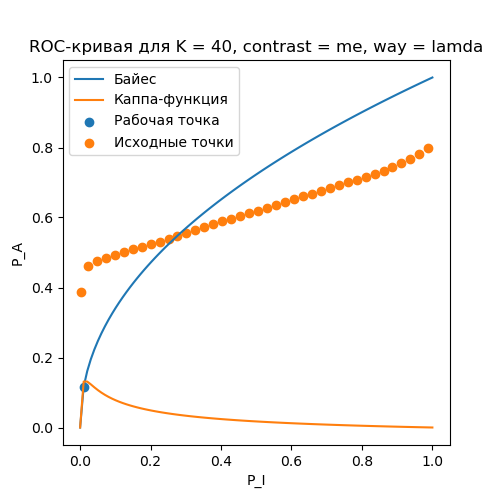 ROC-кривая для K = 40, contrast = me, way = lamda
1.0
0.8
0.6
0.4
0.2
0.0
P_A
Байес
Каппа-функция
Рабочая точка
Исходные точки
0.0 0.2 0.4 0.6 0.8 1.0
P_I